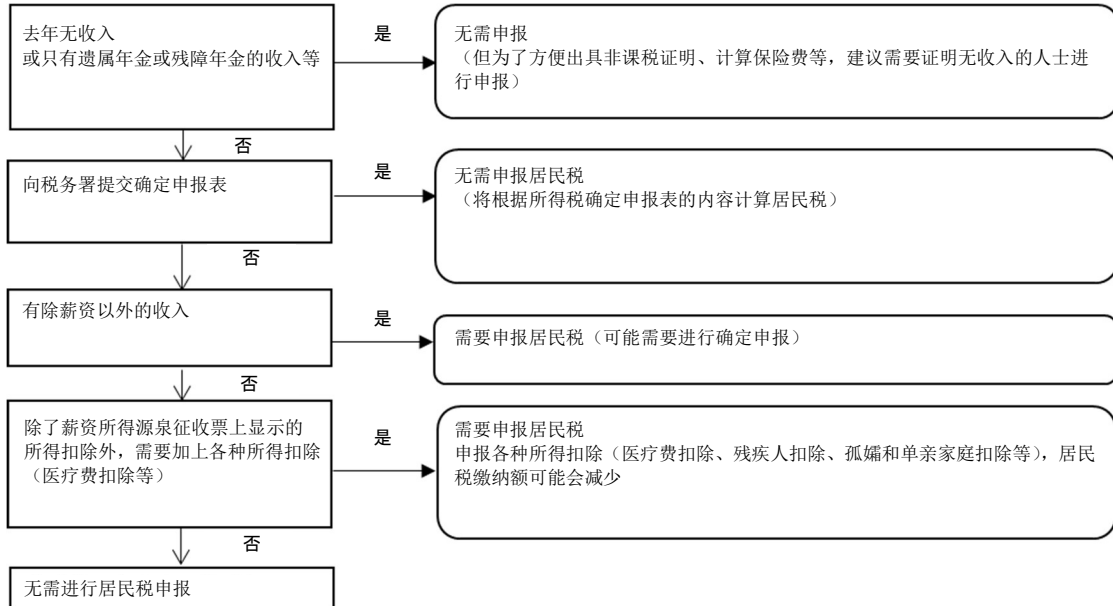 去年无收入
或只有遗属年金或残障年金的收入等
是
无需申报
（但为了方便出具非课税证明、计算保险费等，建议需要证明无收入的人士进
行申报）
否
向税务署提交确定申报表
是
无需申报居民税
（将根据所得税确定申报表的内容计算居民税）
否
有除薪资以外的收入
是
需要申报居民税（可能需要进行确定申报）
否
除了薪资所得源泉征收票上显示的
所得扣除外，需要加上各种所得扣除
（医疗费扣除等）
是
需要申报居民税
申报各种所得扣除（医疗费扣除、残疾人扣除、孤孀和单亲家庭扣除等），居民
税缴纳额可能会减少
否
无需进行居民税申报